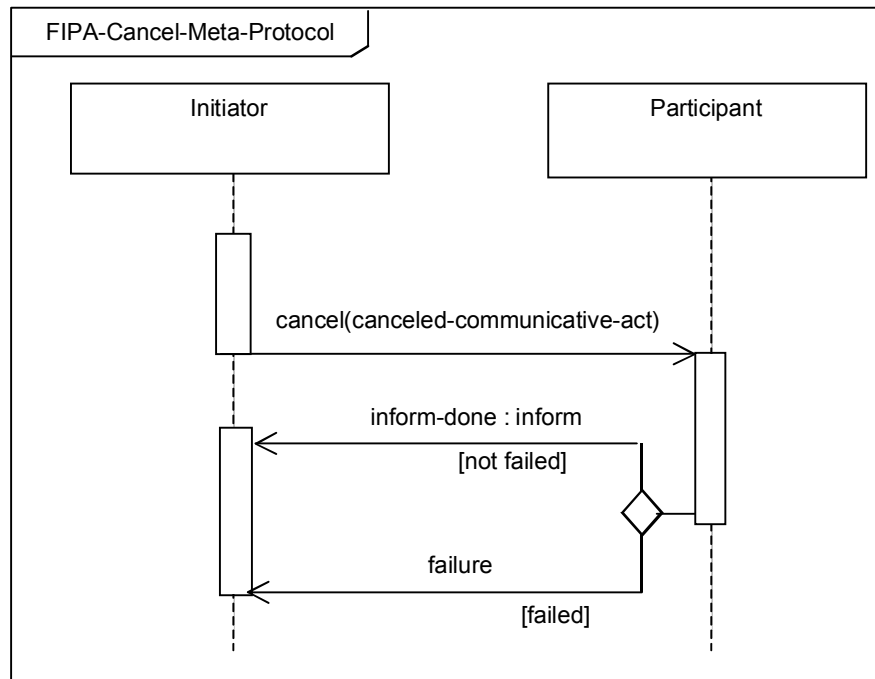 FIPA-Cancel-Meta-Protocol
Initiator
Participant
cancel(canceled-communicative-act)
inform-done : inform
[not failed]
failure
[failed]